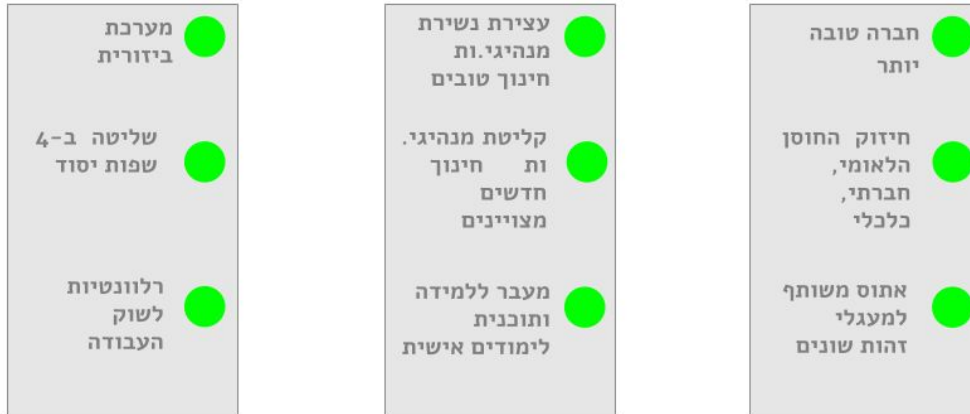 חברה טובה
יותר
חיזוק החוסן
הלאומי,
חברתי,
כלכלי
אתוס משותף
למעגלי
זהות שונים
עצירת נשירת
מנהיגי.ות
חינוך טובים
קליטת מנהיגי.
ות חינוך
חדשים
מצויינים
מעבר ללמידה
ותוכנית
לימודים אישית
מערכת
ביזורית
שליטה ב-4
שפות יסוד
רלוונטיות
לשוק
העבודה